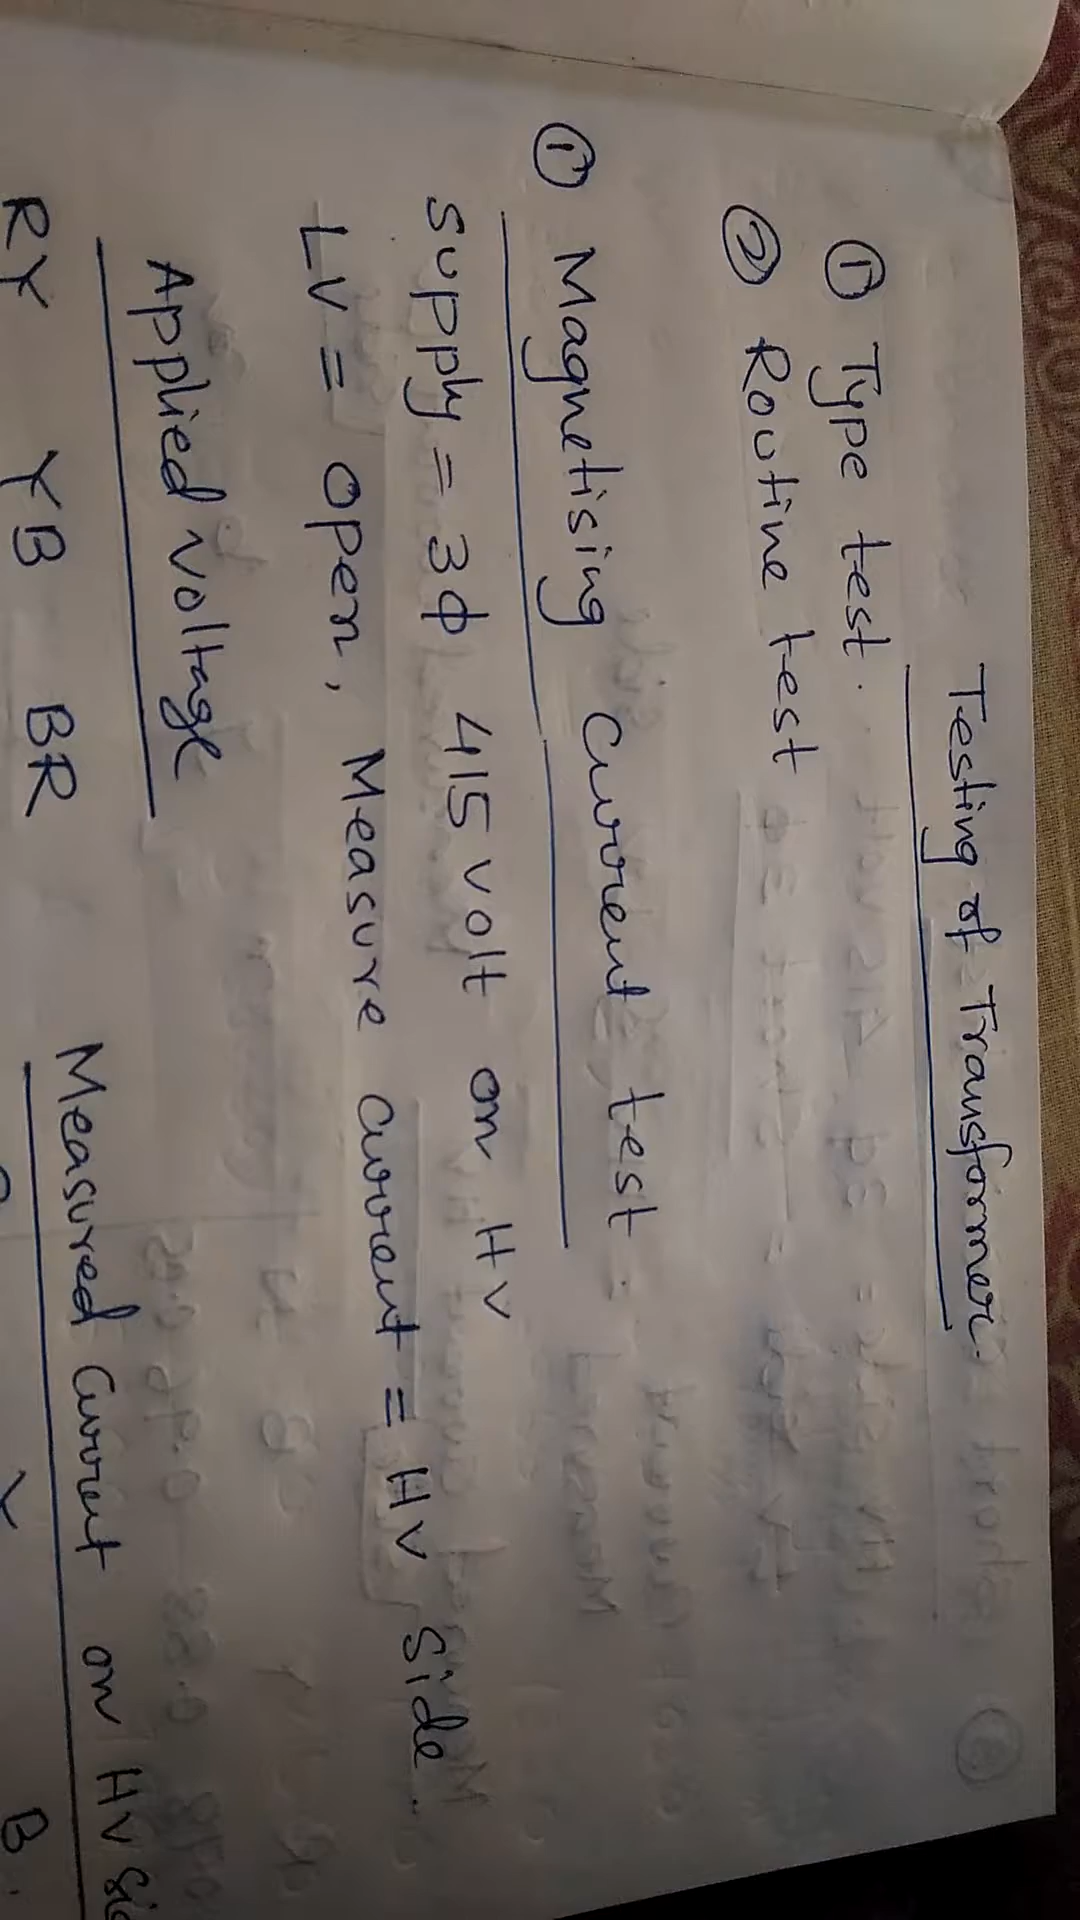 Testing of Transformer.
① Type test.
② Routine test
① Magnetising Current test.
Supply = 3Φ 415 volt on HV
LV = open, Measure Current = HV Side.
Applied Voltage
Measured Current on HV
RY YB BR
Y B.